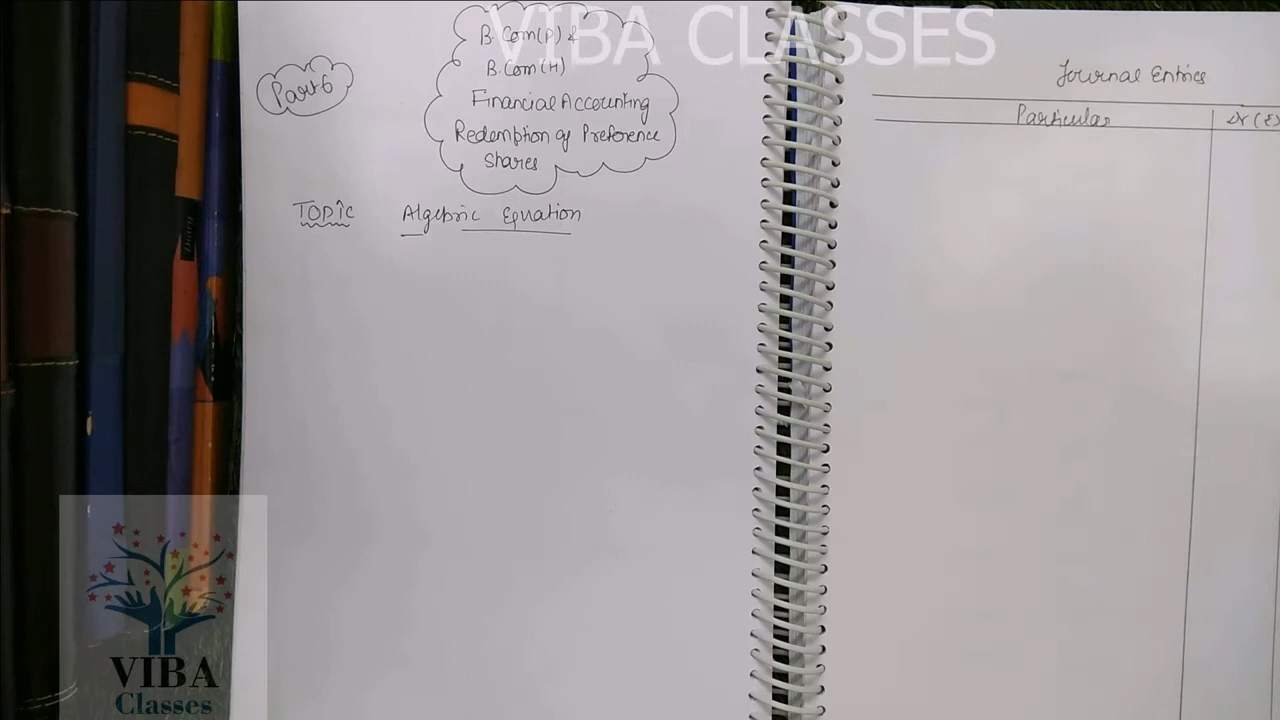 VIBA CLASSES
Part 6
B.Com(P) &
B.Com(H)
Financial Accounting
Redemption of Preference
Shares
TOPIC Algebric Equation
Journal Entries
Particular
VIBA
Classes